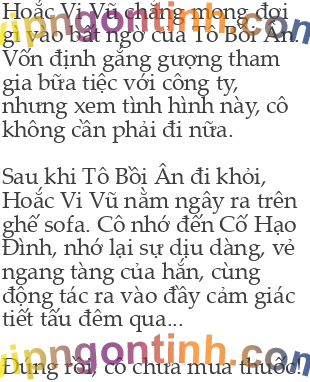 Hoắc Vi Vũ chẳng mong đợi
gì vào bất ngờ của Tô Bồi Ân.
Vốn định gắng gượng tham
gia bữa tiệc với công ty,
nhưng xem tình hình này, cô
không cần phải đi nữa.
Sau khi Tô Bồi Ân đi khỏi,
Hoắc Vi Vũ nằm ngây ra trên
ghế sofa. Cô nhớ đến Cố Hạo
Đình, nhớ lại sự dịu dàng, vẻ
ngang tàng của hắn, cùng
động tác ra vào đầy cảm giác
tiết tấu đêm qua...
Đúng rồi, cô chưa mua thuốc!